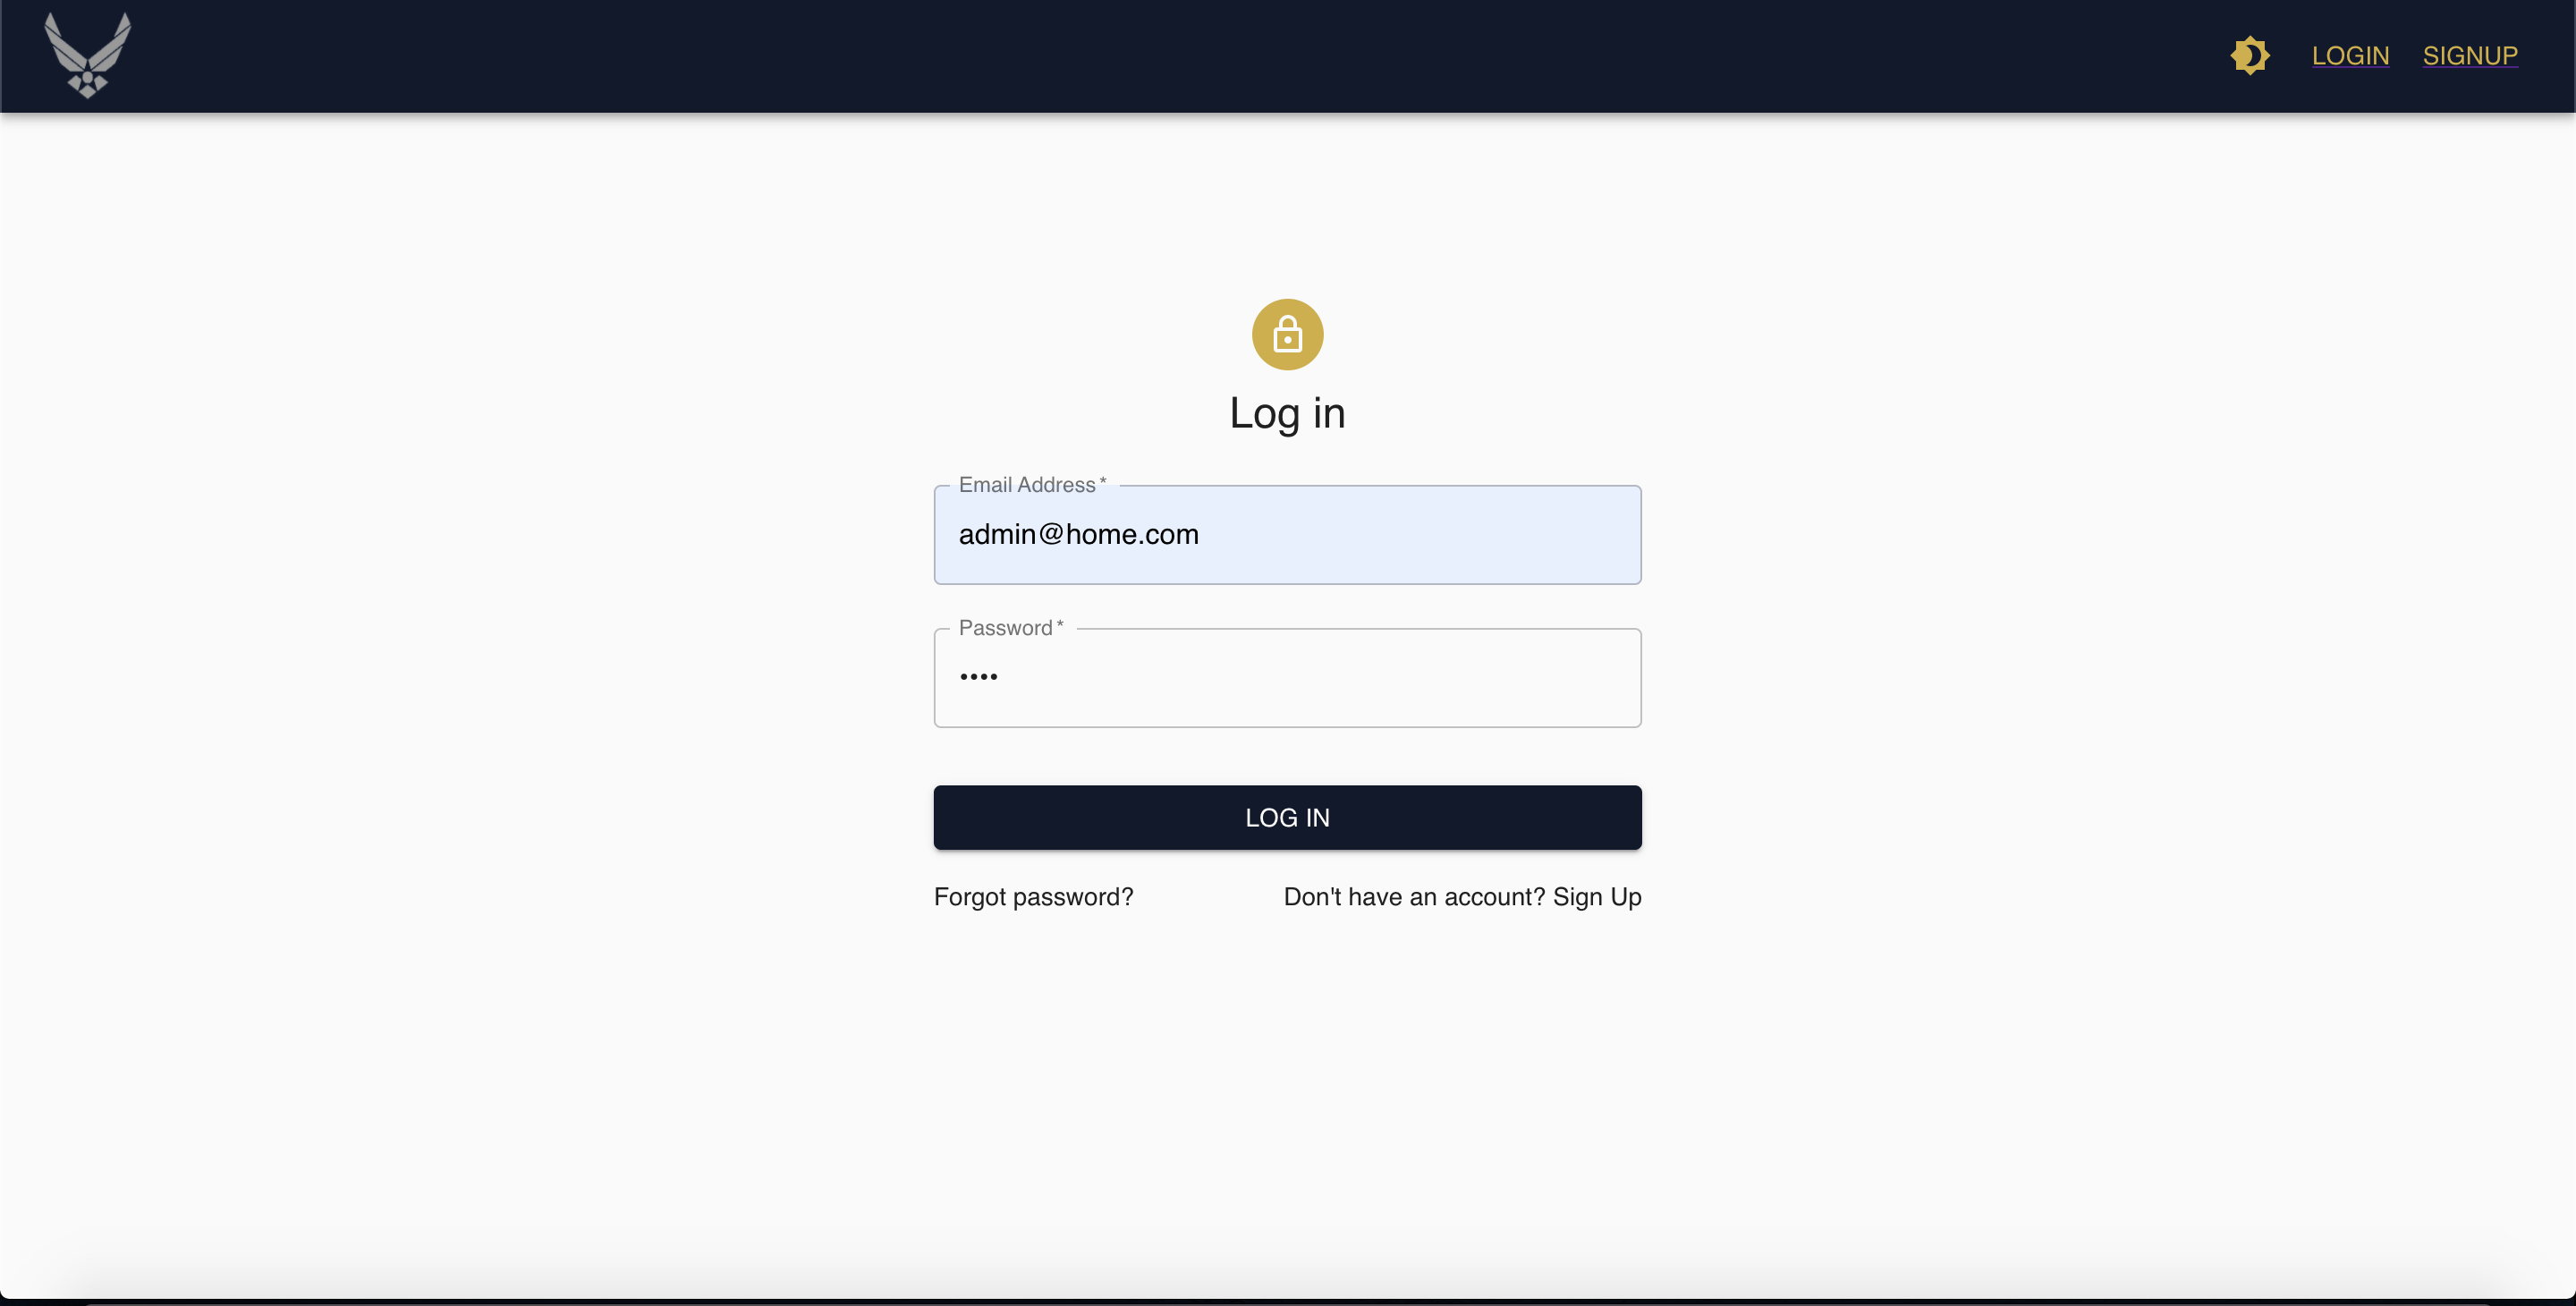 LOGIN SIGNUP
Log in
Email Address *
admin@home.com
Password *
••••
LOG IN
Forgot password? Don't have an account? Sign Up